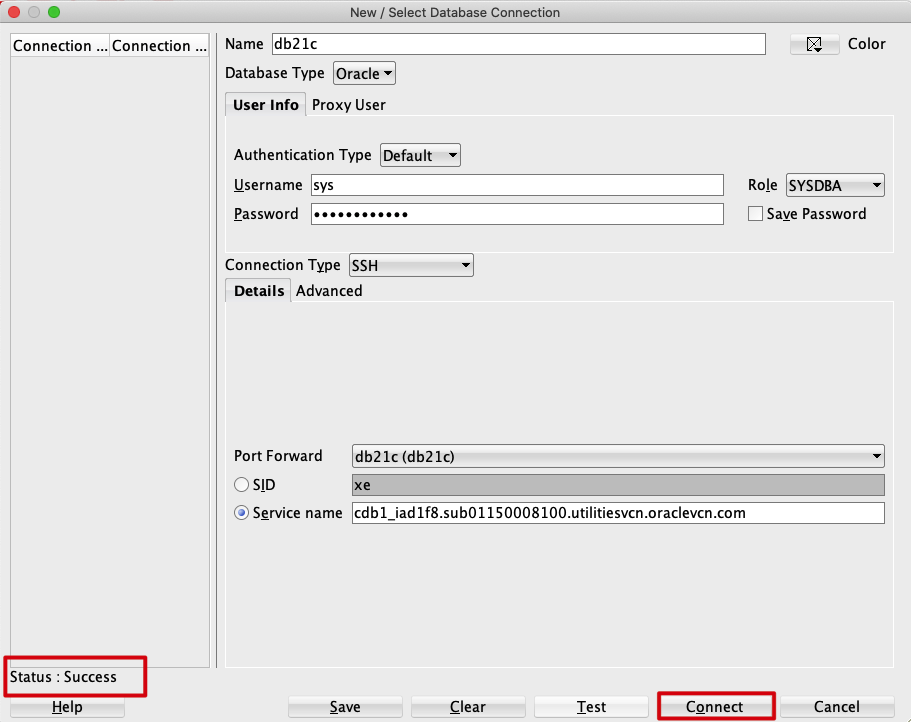 New / Select Database Connection
Connection ... Connection ...
Name db21c Color
Database Type Oracle
User Info Proxy User
Authentication Type Default
Username sys Role SYSDBA
Password •••••••••••• Save Password
Connection Type SSH
Details Advanced
Port Forward db21c (db21c)
SID xe
Service name cdb1_iad1f8.sub01150008100.utilitiesvcn.oraclevcn.com
Status : Success
Help Save Clear Test Connect Cancel